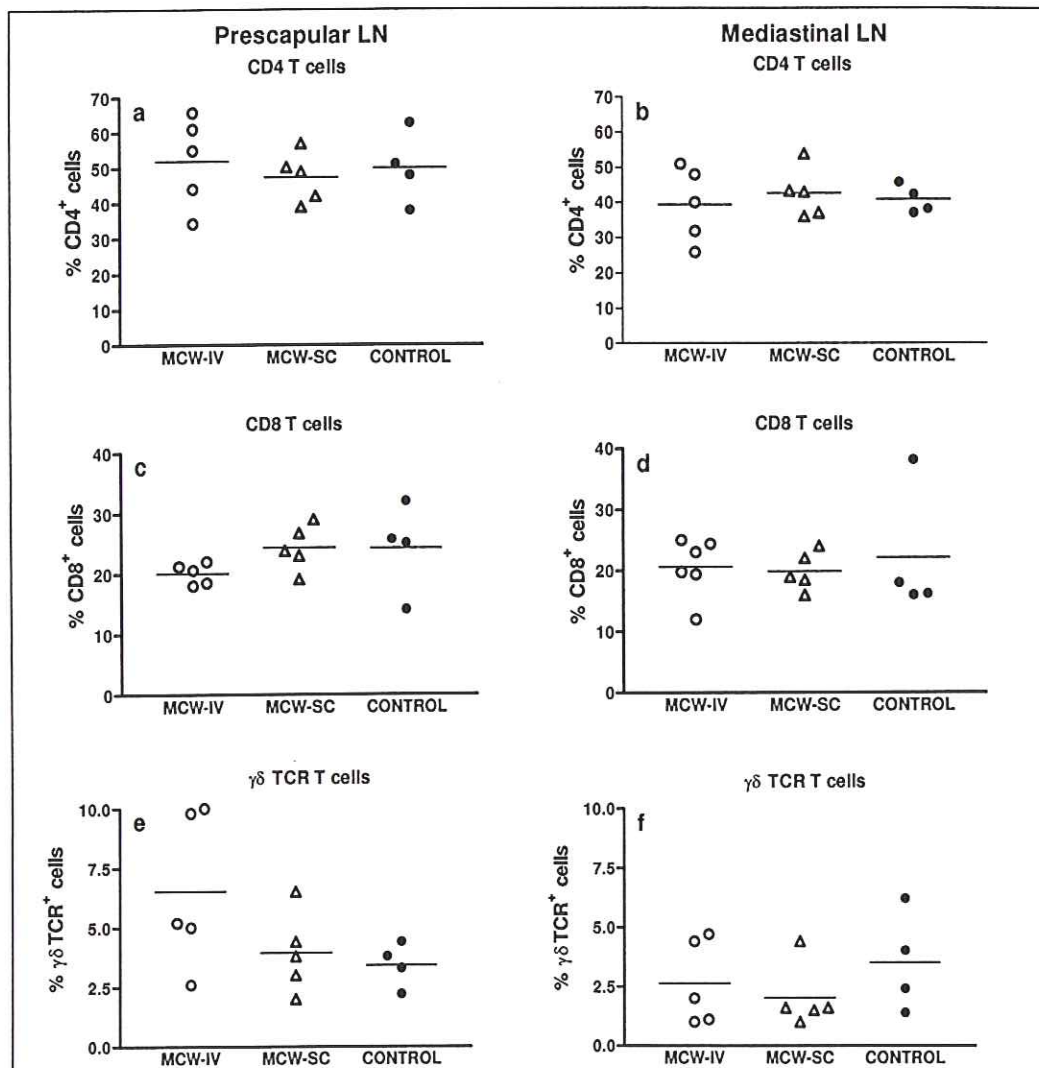 Prescapular LN
Mediastinal LN
CD4 T cells
a
% CD4+ cells
70
60
50
40
30
20
10
0
MCW-IV MCW-SC CONTROL
CD4 T cells
b
% CD4+ cells
70
60
50
40
30
20
10
0
MCW-IV MCW-SC CONTROL
CD8 T cells
c
% CD8+ cells
40
30
20
10
0
MCW-IV MCW-SC CONTROL
CD8 T cells
d
% CD8+ cells
40
30
20
10
0
MCW-IV MCW-SC CONTROL
γδ TCR T cells
e
% γδTCR+ cells
10.0
7.5
5.0
2.5
0.0
MCW-IV MCW-SC CONTROL
γδ TCR T cells
f
% γδTCR+ cells
10.0
7.5
5.0
2.5
0.0
MCW-IV MCW-SC CONTROL